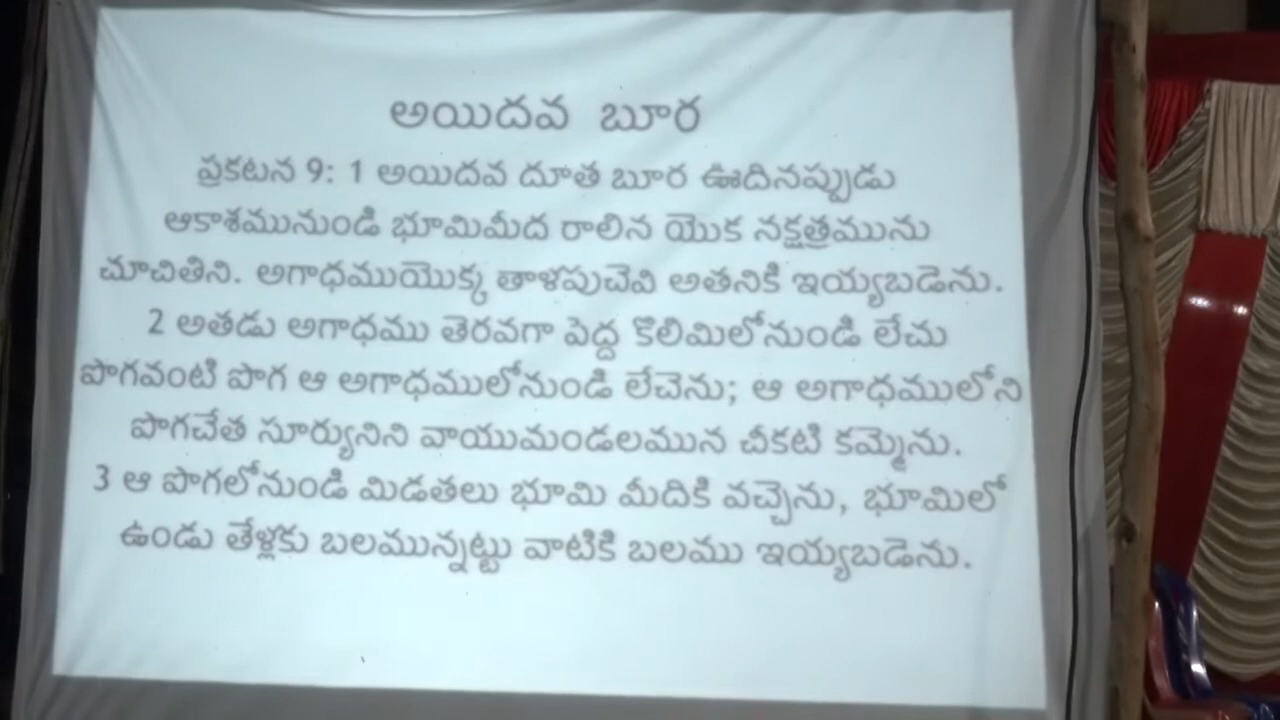 అయిదవ బూర
ప్రకటన 9: 1 అయిదవ దూత బూర ఊదినప్పుడు
ఆకాశమునుండి భూమిమీద రాలిన యొక నక్షత్రమును
చూచితిని. అగాధముయొక్క తాళపుచెవి అతనికి ఇయ్యబడెను.
2 అతడు అగాధము తెరవగా పెద్ద కొలిమిలోనుండి లేచు
పొగవంటి పొగ ఆ అగాధములోనుండి లేచెను; ఆ అగాధములోని
పొగచేత సూర్యునిని వాయుమండలమున చీకటి కమ్మెను.
3 ఆ పొగలోనుండి మిడతలు భూమి మీదికి వచ్చెను, భూమిలో
ఉండు తేళ్లకు బలమున్నట్టు వాటికి బలము ఇయ్యబడెను.